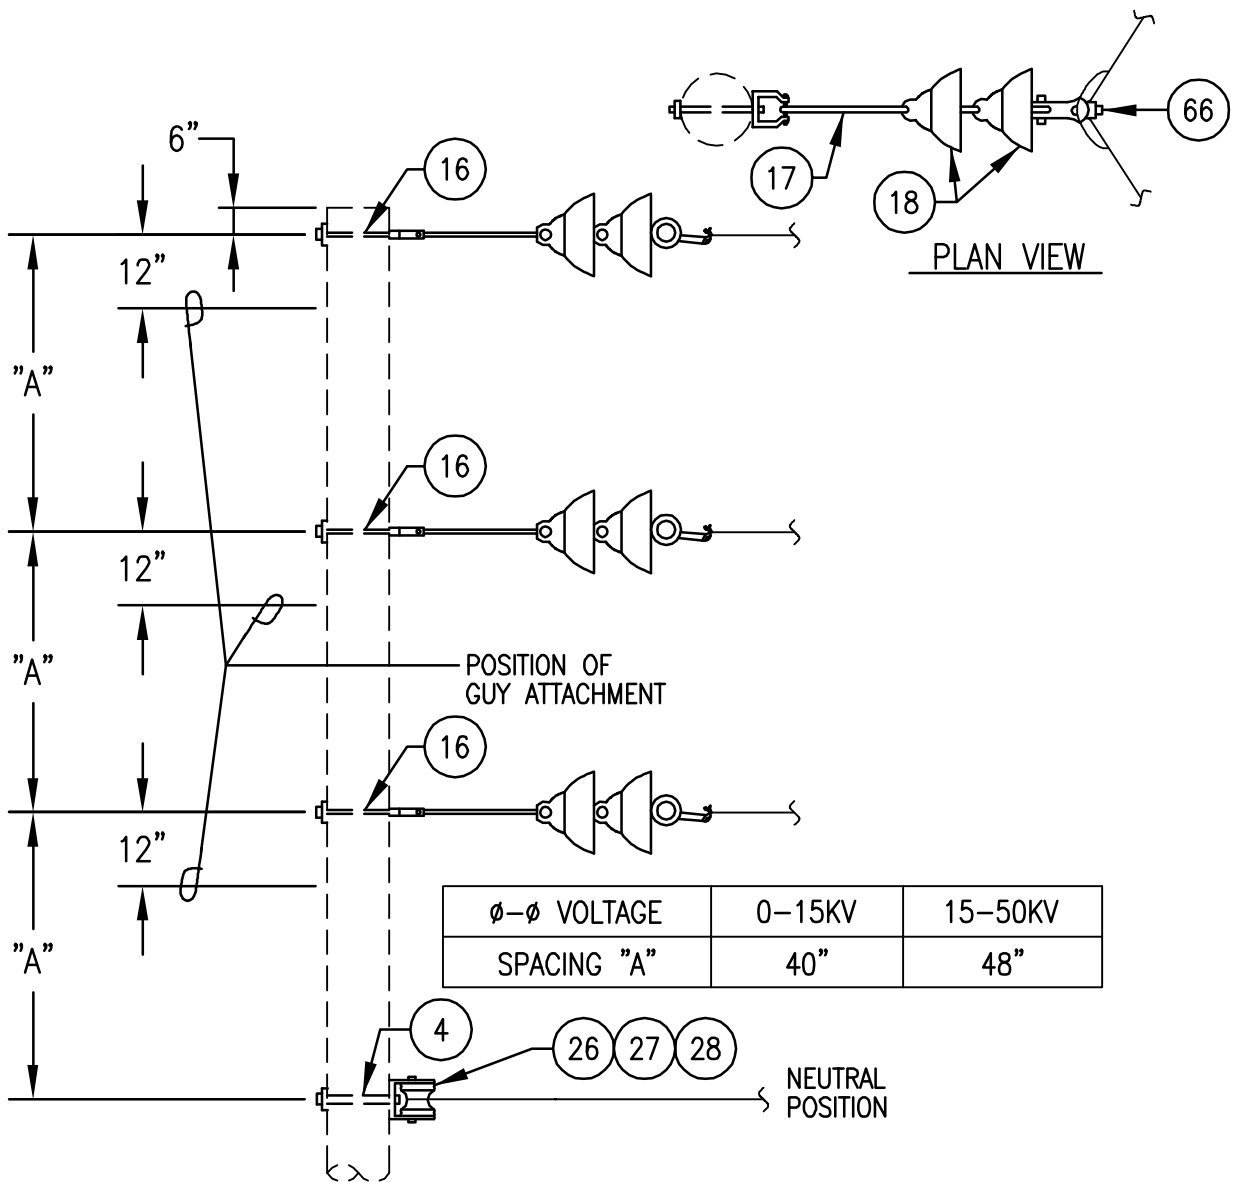 6”
16
66
17
18
PLAN VIEW
12”
”A”
16
12”
”A”
POSITION OF
GUY ATTACHMENT
16
12”
”A”
ø–ø VOLTAGE 0–15KV 15–50KV
SPACING ”A” 40” 48”
4
26 27 28
NEUTRAL
POSITION